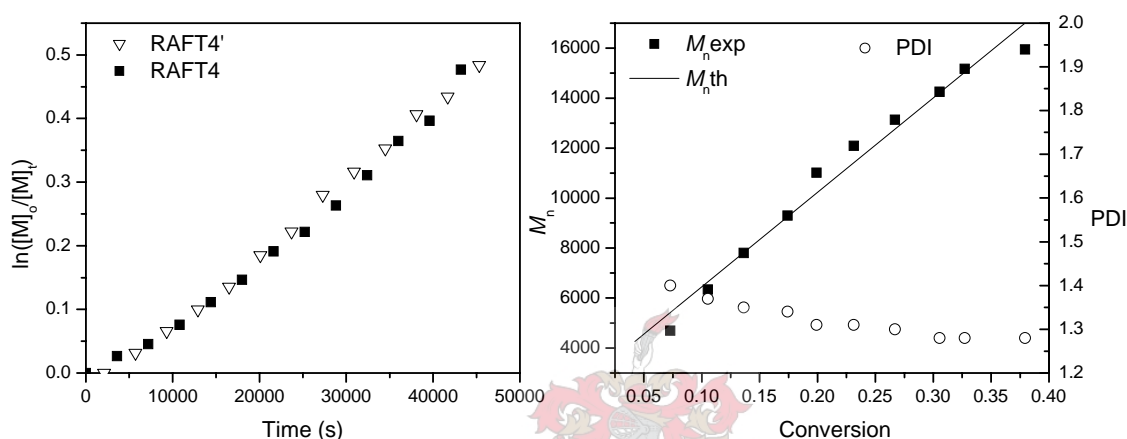 RAFT4'
RAFT4
0.5
0.4
0.3
0.2
0.1
0.0
ln([M]o/[M]t)
0 10000 20000 30000 40000 50000
Time (s)
Mn exp
Mn th
PDI
16000
14000
12000
10000
8000
6000
4000
Mn
2.0
1.9
1.8
1.7
1.6
1.5
1.4
1.3
1.2
PDI
0.05 0.10 0.15 0.20 0.25 0.30 0.35 0.40
Conversion